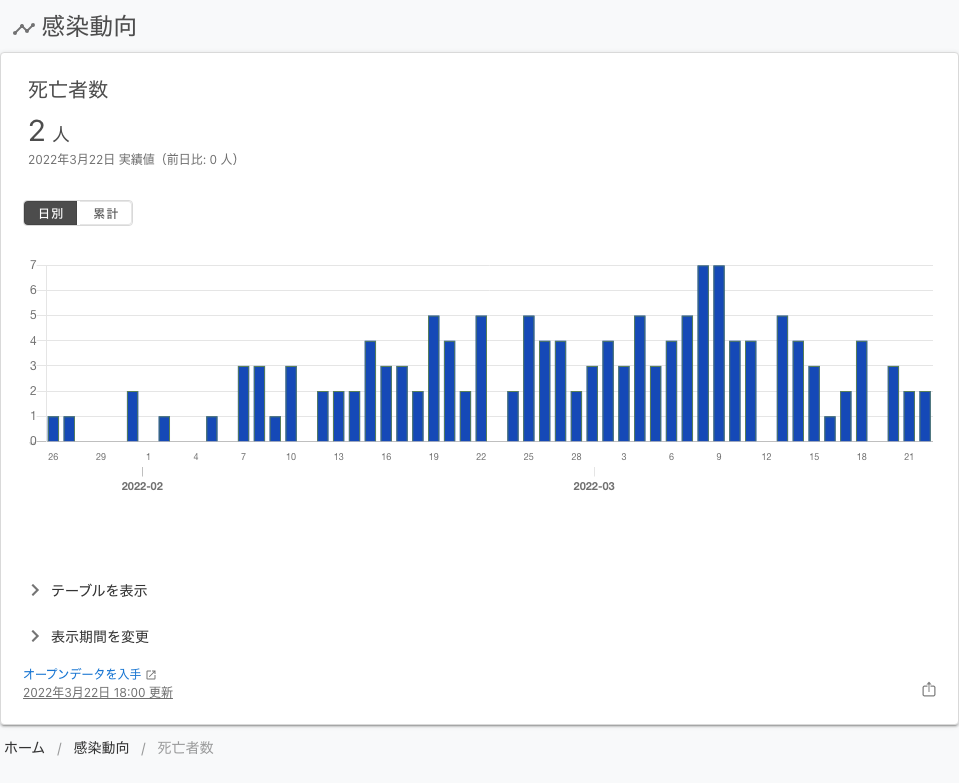 感染動向
死亡者数
2 人
2022年3月22日 実績値（前日比: 0 人）
日別 累計
7
6
5
4
3
2
1
0
26 29 1 4 7 10 13 16 19 22 25 28 3 6 9 12 15 18 21
2022-02 2022-03
テーブルを表示
表示期間を変更
オープンデータを入手
2022年3月22日 18:00 更新
ホーム / 感染動向 / 死亡者数